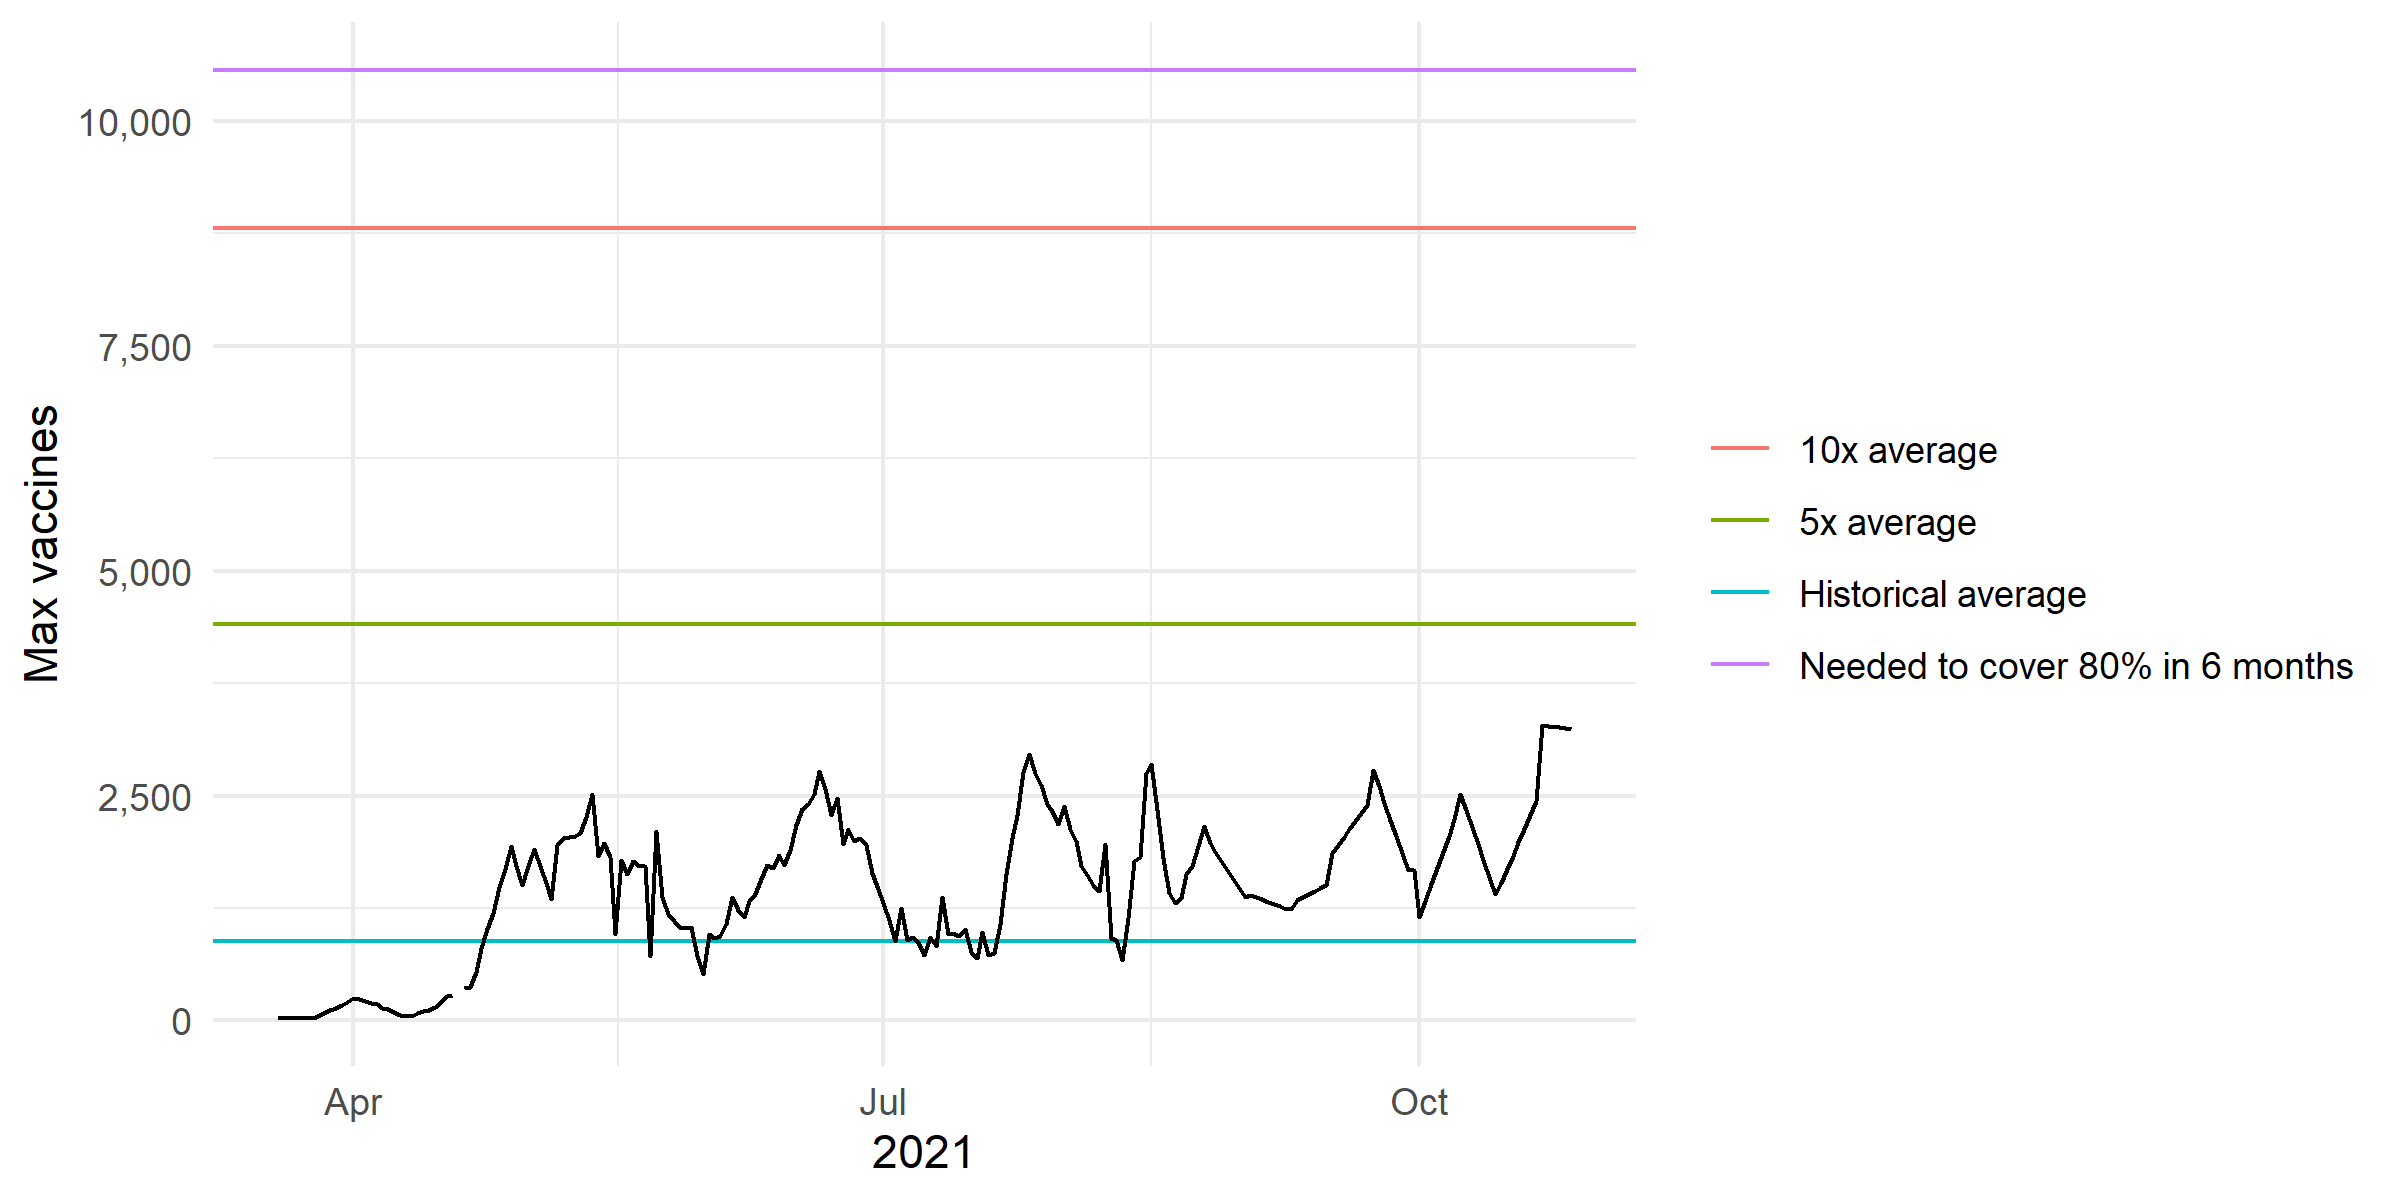 Max vaccines
10,000
7,500
5,000
2,500
0
Apr
Jul
Oct
2021
10x average
5x average
Historical average
Needed to cover 80% in 6 months